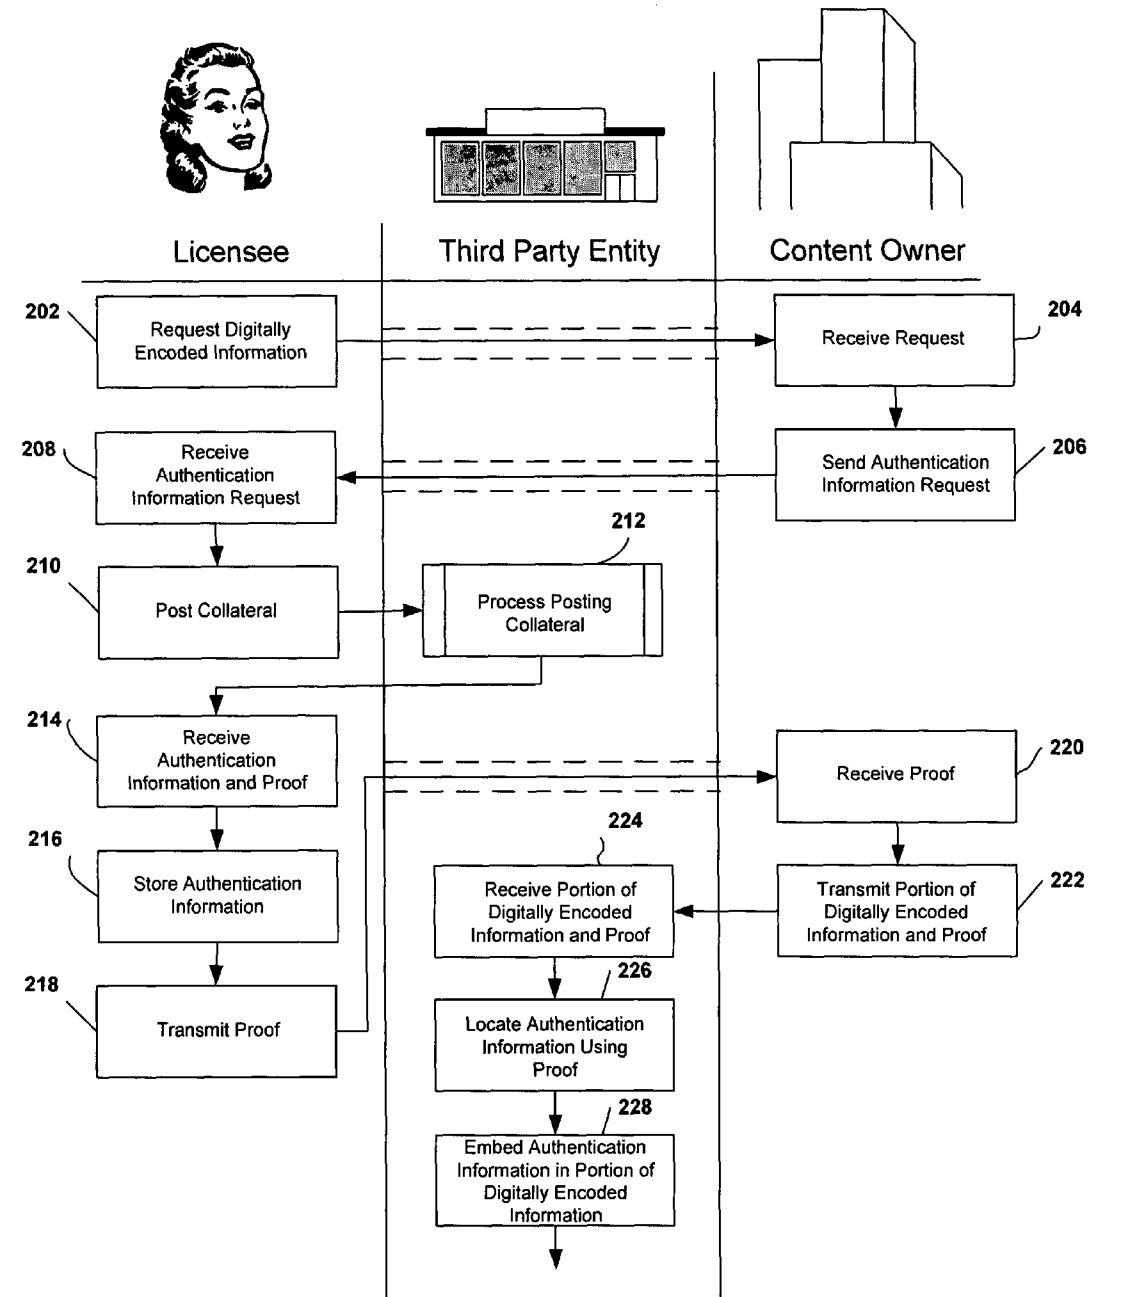 Licensee
Third Party Entity
Content Owner
202
Request Digitally
Encoded Information
204
Receive Request
208
Receive
Authentication
Information Request
206
Send Authentication
Information Request
210
Post Collateral
212
Process Posting
Collateral
214
Receive
Authentication
Information and Proof
220
Receive Proof
216
Store Authentication
Information
224
Receive Portion of
Digitally Encoded
Information and Proof
222
Transmit Portion of
Digitally Encoded
Information and Proof
218
Transmit Proof
226
Locate Authentication
Information Using
Proof
228
Embed Authentication
Information in Portion of
Digitally Encoded
Information